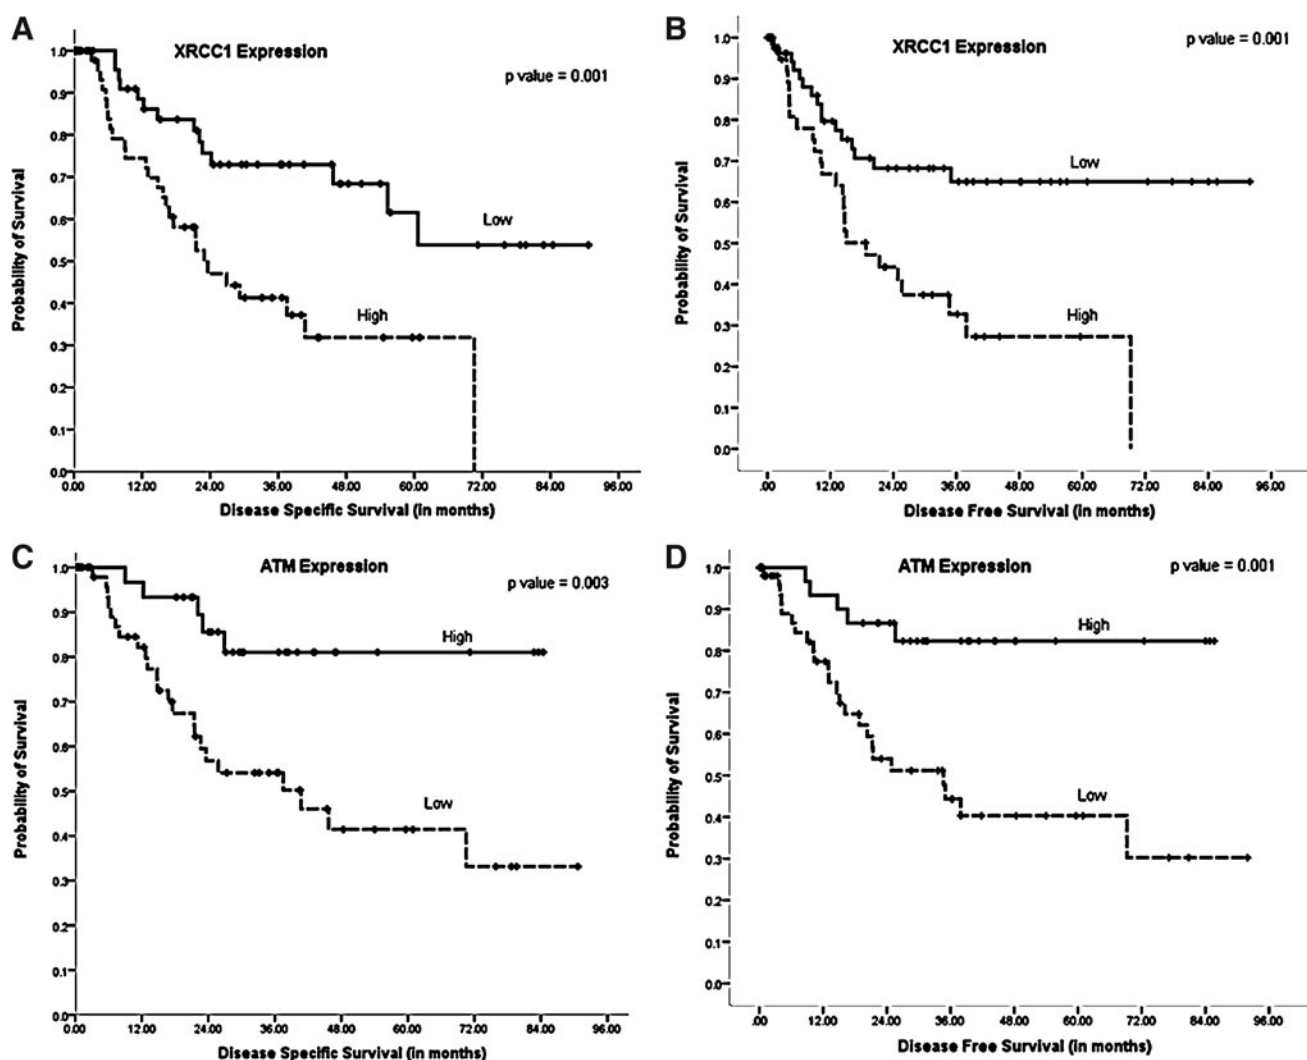 A
XRCC1 Expression
p value = 0.001
1.0
0.9
0.8
0.7
0.6
0.5
0.4
0.3
0.2
0.1
0.0
Probability of Survival
Low
High
0.00 12.00 24.00 36.00 48.00 60.00 72.00 84.00 96.00
Disease Specific Survival (in months)
B
XRCC1 Expression
p value = 0.001
1.0
0.9
0.8
0.7
0.6
0.5
0.4
0.3
0.2
0.1
0.0
Probability of Survival
Low
High
.00 12.00 24.00 36.00 48.00 60.00 72.00 84.00 96.00
Disease Free Survival (in months)
C
ATM Expression
p value = 0.003
1.0
0.9
0.8
0.7
0.6
0.5
0.4
0.3
0.2
0.1
0.0
Probability of Survival
High
Low
0.00 12.00 24.00 36.00 48.00 60.00 72.00 84.00 96.00
Disease Specific Survival (in months)
D
ATM Expression
p value = 0.001
1.0
0.9
0.8
0.7
0.6
0.5
0.4
0.3
0.2
0.1
0.0
Probability of Survival
High
Low
.00 12.00 24.00 36.00 48.00 60.00 72.00 84.00 96.00
Disease Free Survival (in months)